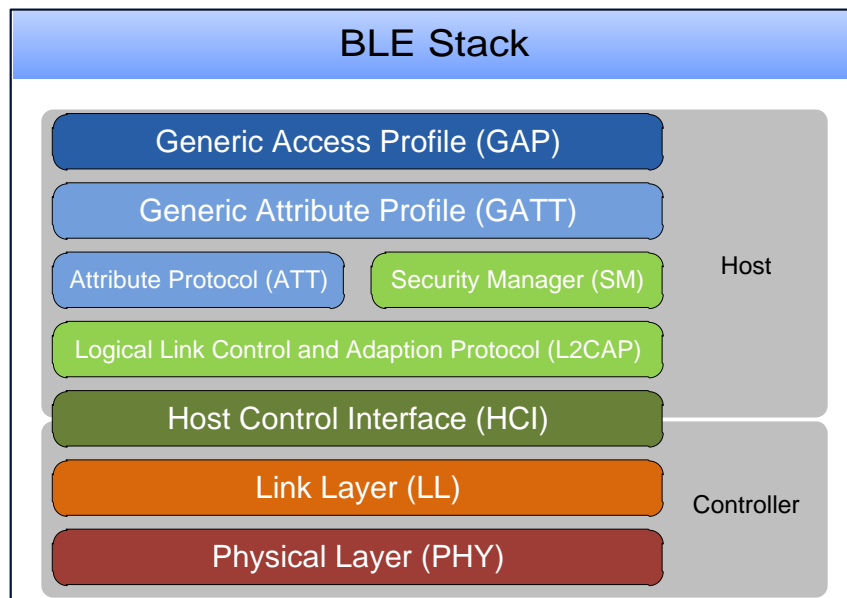 BLE Stack
Generic Access Profile (GAP)
Generic Attribute Profile (GATT)
Attribute Protocol (ATT)
Security Manager (SM)
Host
Logical Link Control and Adaption Protocol (L2CAP)
Host Control Interface (HCI)
Link Layer (LL)
Controller
Physical Layer (PHY)